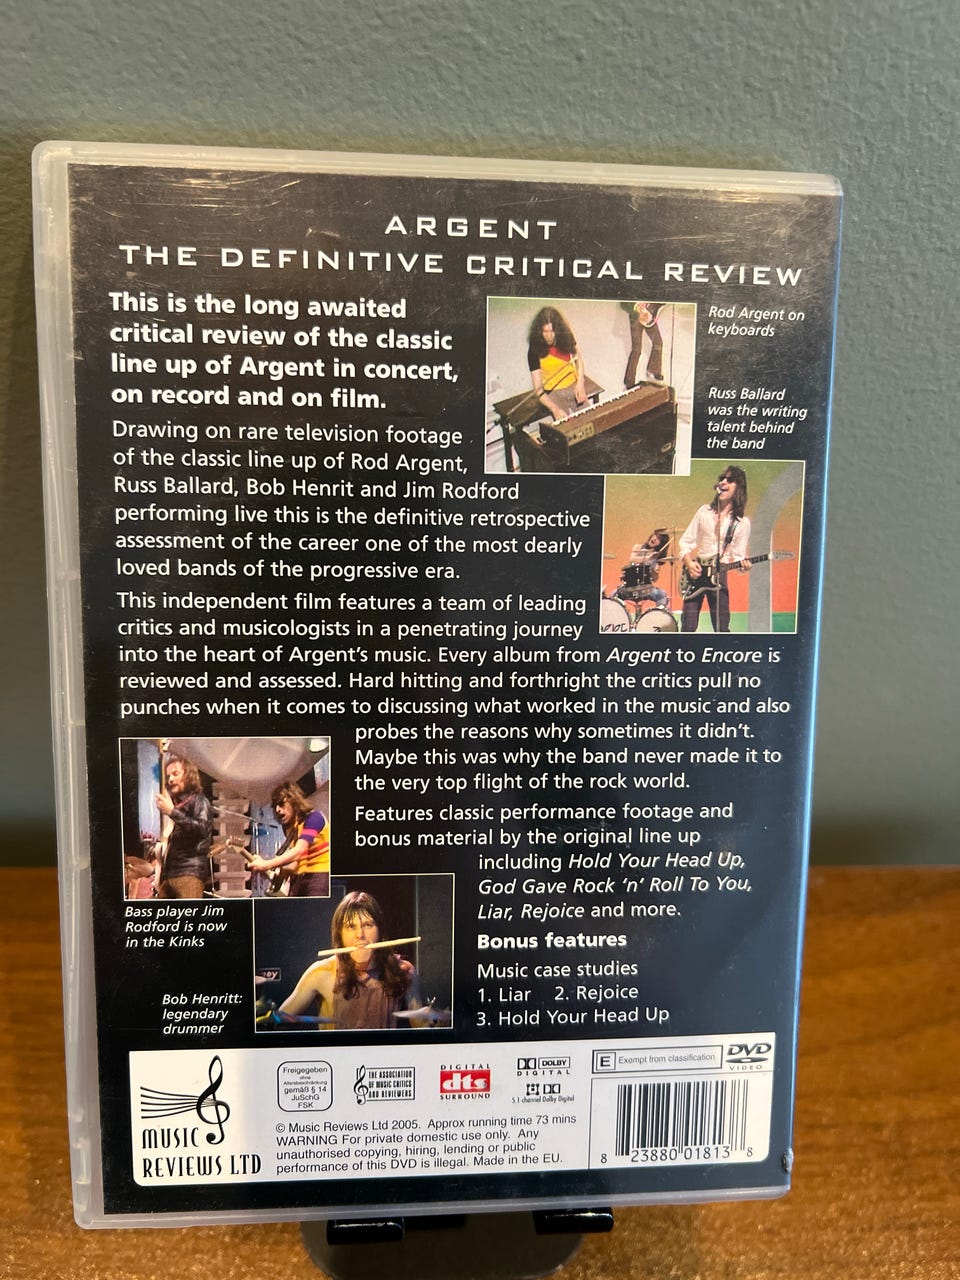 ARGENT
THE DEFINITIVE CRITICAL REVIEW
This is the long awaited
critical review of the classic
line up of Argent in concert,
on record and on film.
Rod Argent on
keyboards
Russ Ballard
was the writing
talent behind
the band
Drawing on rare television footage
of the classic line up of Rod Argent,
Russ Ballard, Bob Henrit and Jim Rodford
performing live this is the definitive retrospective
assessment of the career one of the most dearly
loved bands of the progressive era.
This independent film features a team of leading
critics and musicologists in a penetrating journey
into the heart of Argent's music. Every album from Argent to Encore is
reviewed and assessed. Hard hitting and forthright the critics pull no
punches when it comes to discussing what worked in the music and also
probes the reasons why sometimes it didn't.
Maybe this was why the band never made it to
the very top flight of the rock world.
Features classic performance footage and
bonus material by the original line up
including Hold Your Head Up,
God Gave Rock 'n' Roll To You,
Liar, Rejoice and more.
Bass player Jim
Rodford is now
in the Kinks
Bob Henritt:
legendary
drummer
Bonus features
Music case studies
1. Liar 2. Rejoice
3. Hold Your Head Up
MUSIC
REVIEWS LTD
Freigegeben
ohne
Altersbeschränkung
gemäß § 14
JuSchG
FSK
THE ASSOCIATION
OF MUSIC CRITICS
AND REVIEWERS
DIGITAL
dts
SURROUND
DOLBY
DIGITAL
5.1-channel Dolby Digital
E Exempt from classification
DVD
VIDEO
© Music Reviews Ltd 2005. Approx running time 73 mins
WARNING For private domestic use only. Any
unauthorised copying, hiring, lending or public
performance of this DVD is illegal. Made in the EU.
8 23880 01813 8